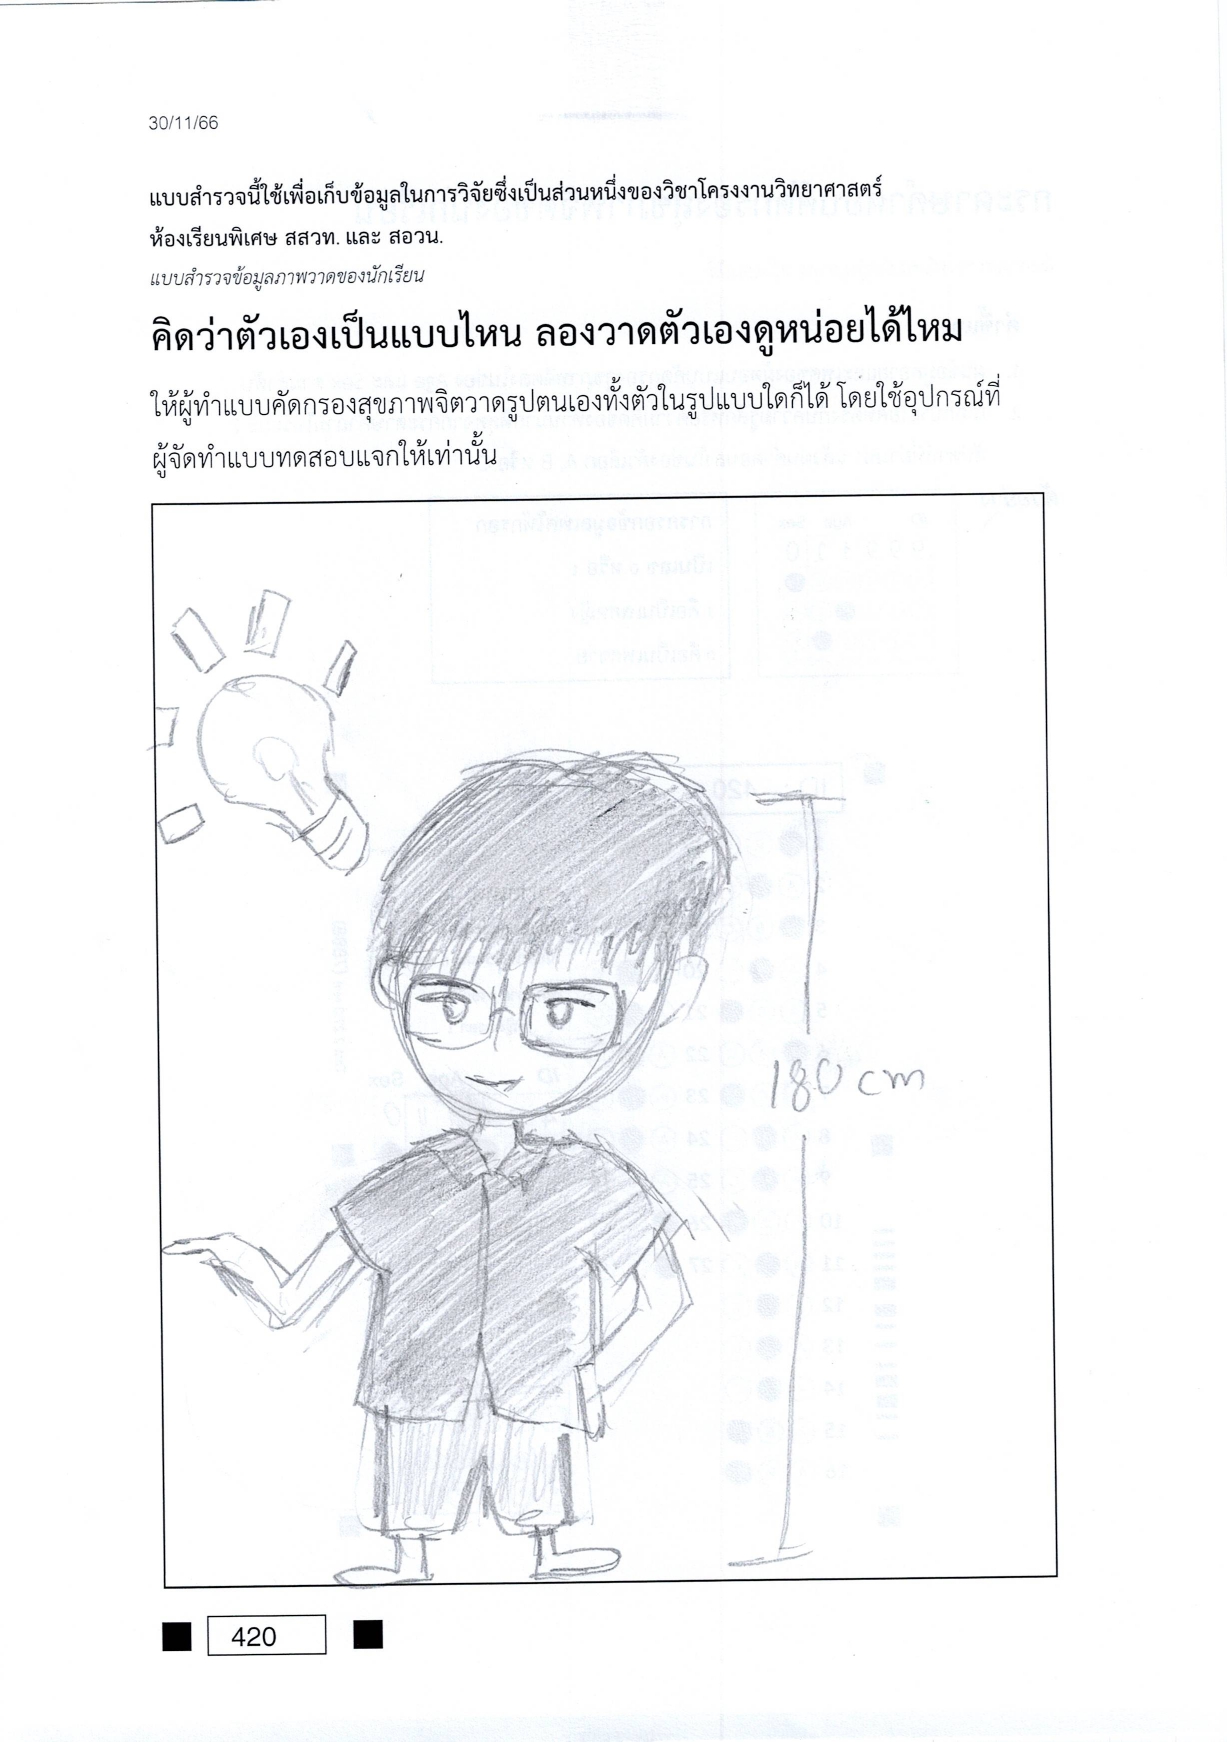 30/11/66
แบบสำรวจนี้ใช้เพื่อเก็บข้อมูลในการวิจัยซึ่งเป็นส่วนหนึ่งของวิชาโครงงานวิทยาศาสตร์
ห้องเรียนพิเศษ สสวท. และ สอวน.
แบบสำรวจข้อมูลภาพวาดของนักเรียน
คิดว่าตัวเองเป็นแบบไหน ลองวาดตัวเองดูหน่อยได้ไหม
ให้ผู้ทำแบบคัดกรองสุขภาพจิตวาดรูปตนเองทั้งตัวในรูปแบบใดก็ได้ โดยใช้อุปกรณ์ที่
ผู้จัดทำแบบทดสอบแจกให้เท่านั้น
180 cm
420